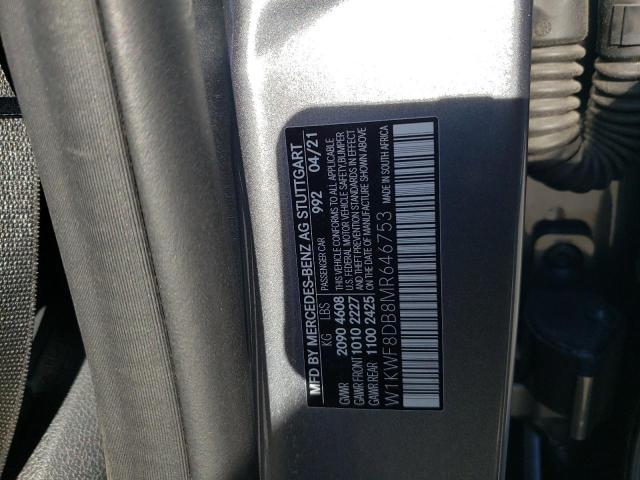 MFD BY MERCEDES-BENZ AG STUTTGART
PASSENGER CAR 992 04/21
KG LBS
GVWR 2090 4608
GAWR FRONT 1010 2227
GAWR REAR 1100 2425
THIS VEHICLE CONFORMS TO ALL APPLICABLE
U.S. FEDERAL MOTOR VEHICLE SAFETY, BUMPER
AND THEFT PREVENTION STANDARDS IN EFFECT
ON THE DATE OF MANUFACTURE SHOWN ABOVE
MADE IN SOUTH AFRICA
W1KWF8DB8MR646753